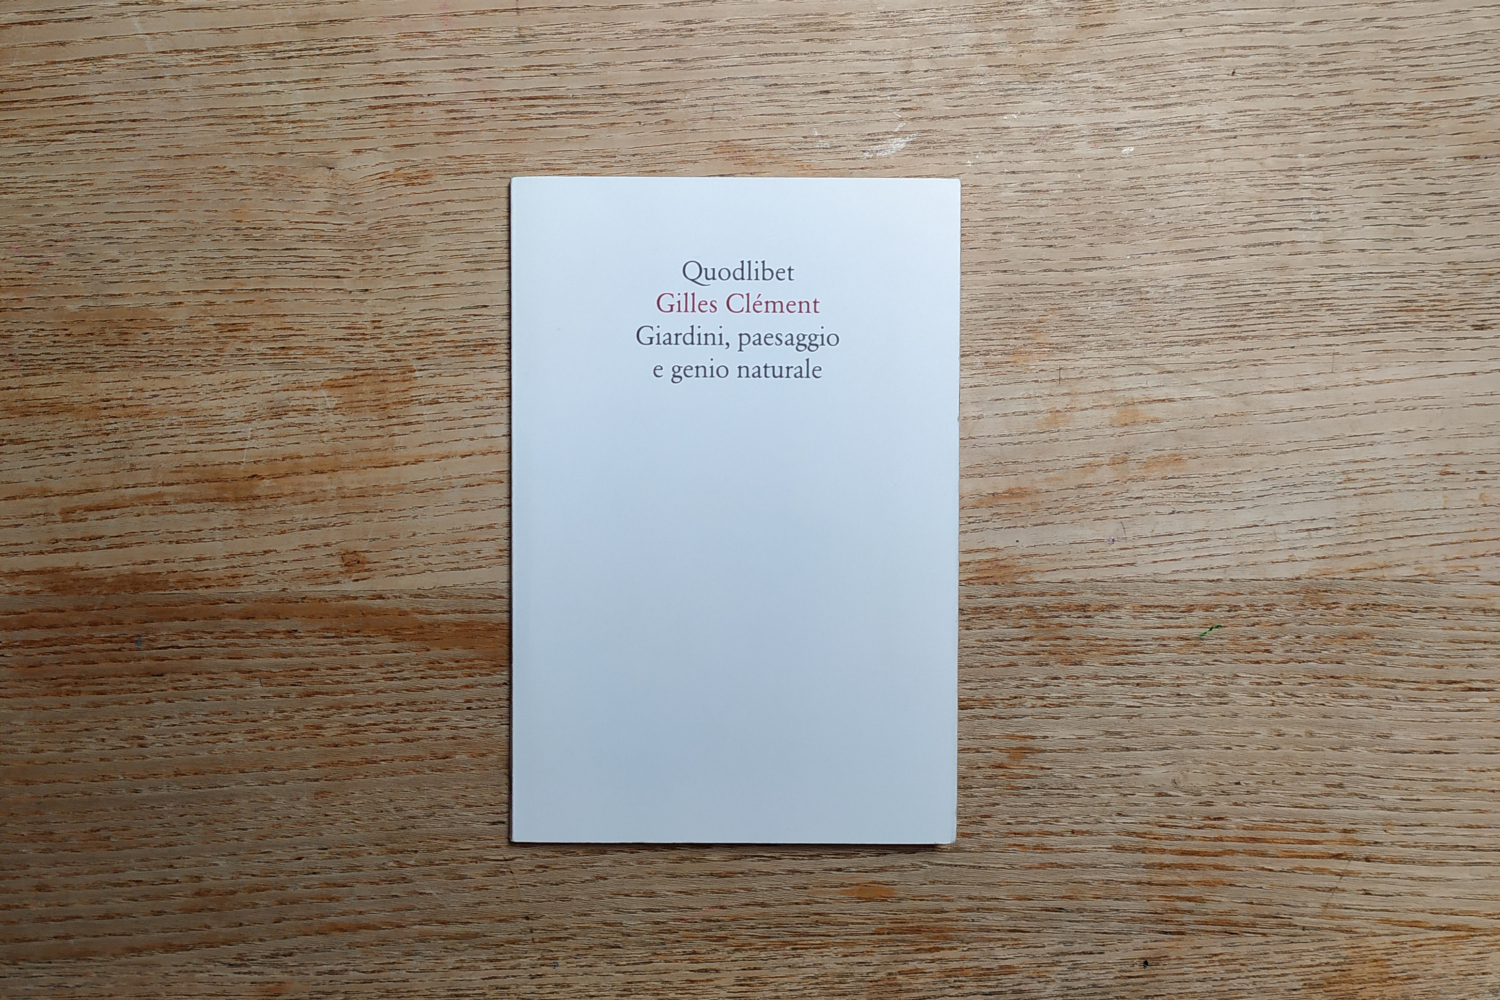 Quodlibet
Gilles Clément
Giardini, paesaggio
e genio naturale